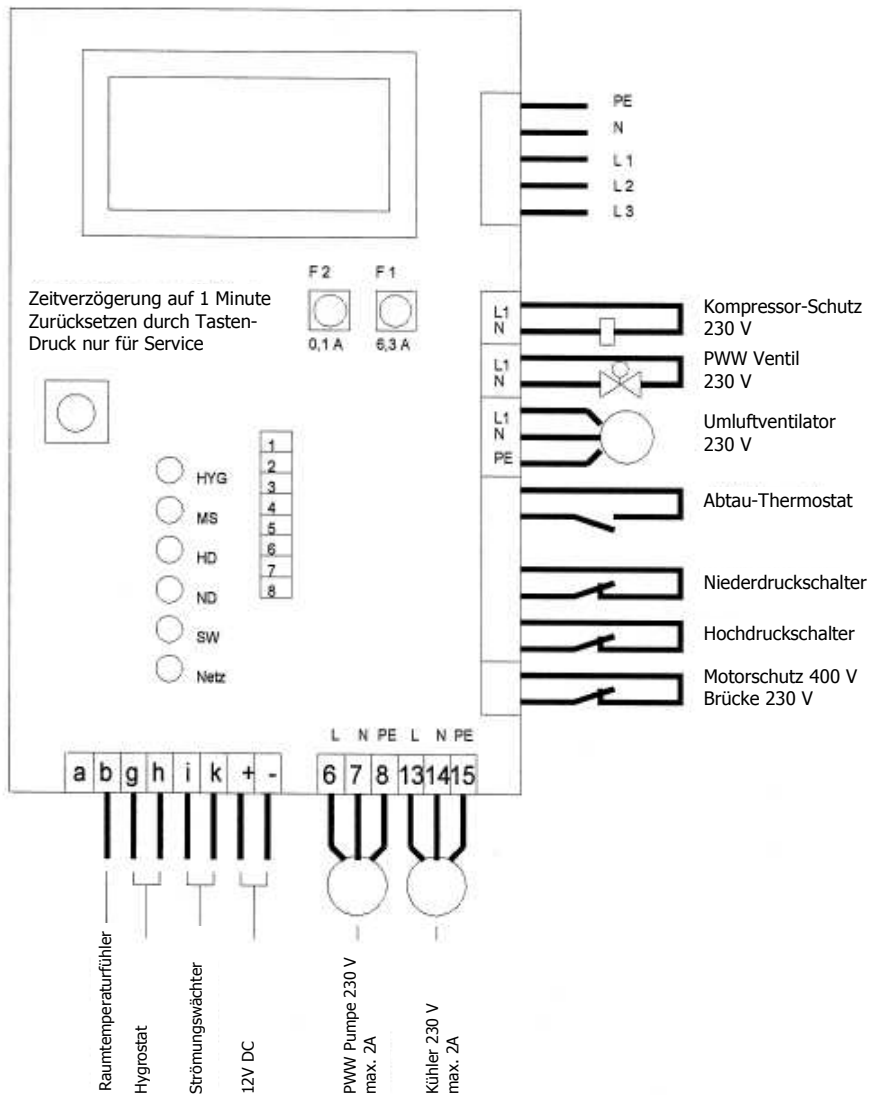 PE
N
L 1
L 2
L 3
F 2
F 1
0,1 A
6,3 A
Zeitverzögerung auf 1 Minute
Zurücksetzen durch Tasten-
Druck nur für Service
L1
N
Kompressor-Schutz
230 V
L1
N
PWW Ventil
230 V
L1
N
PE
Umluftventilator
230 V
Abtau-Thermostat
Niederdruckschalter
Hochdruckschalter
Motorschutz 400 V
Brücke 230 V
1
2
3
4
5
6
7
8
HYG
MS
HD
ND
SW
Netz
L N PE L N PE
a b g h i k + -
6 7 8 13 14 15
Raumtemperaturfühler
Hygrostat
Strömungswächter
12V DC
PWW Pumpe 230 V
max. 2A
Kühler 230 V
max. 2A